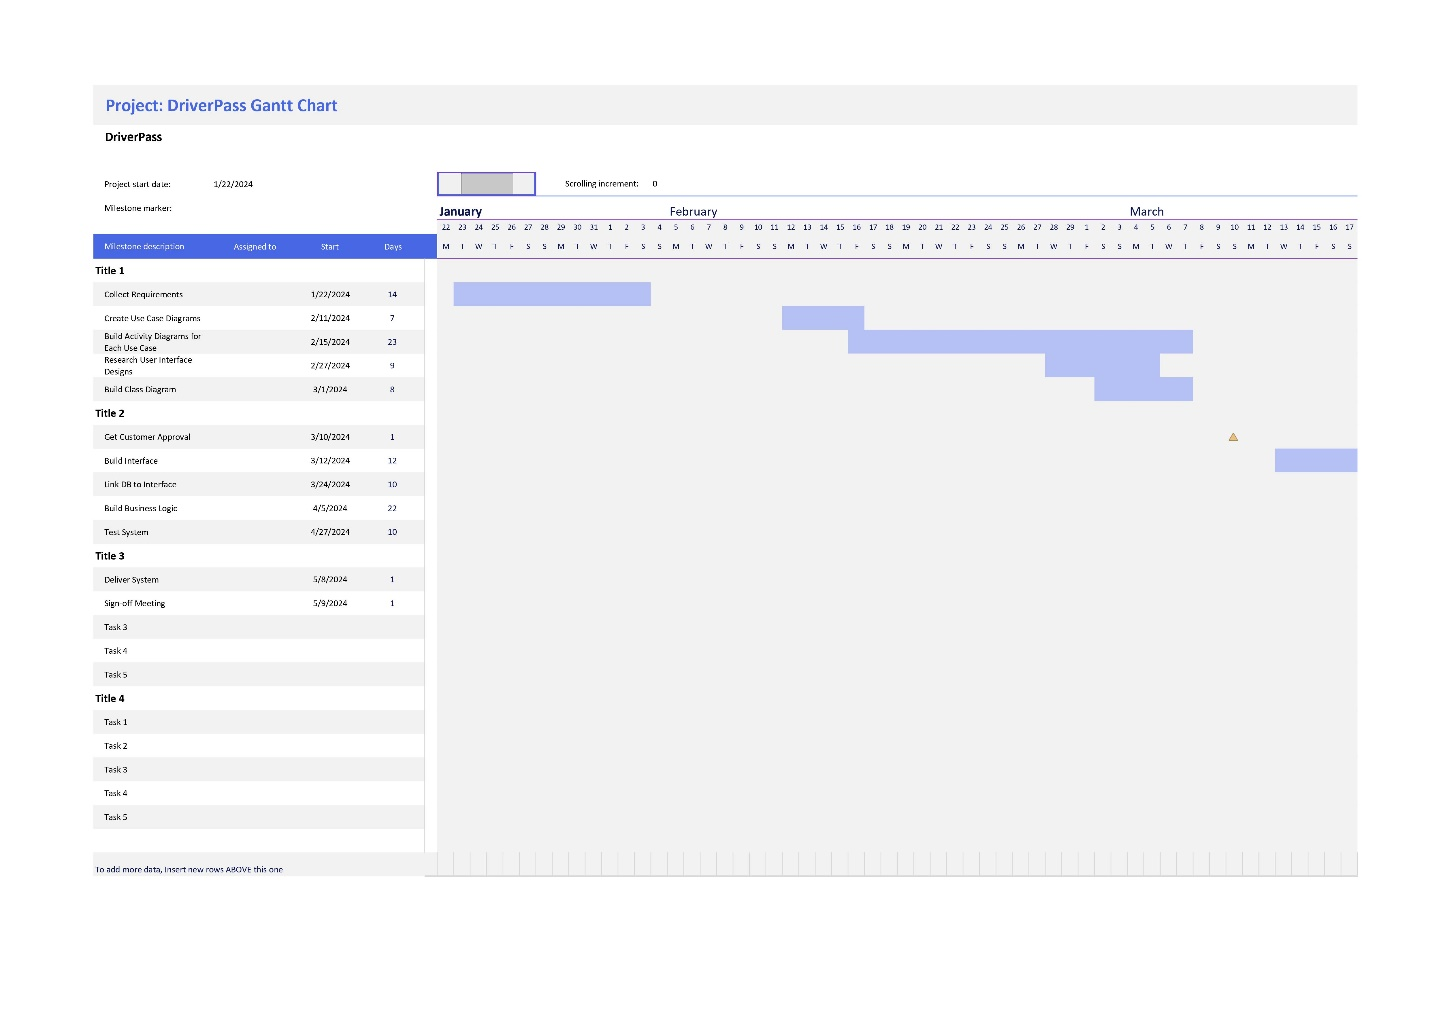 Project: DriverPass Gantt Chart
DriverPass
Project start date: 1/22/2024 Scrolling increment: 0
Milestone marker:
January February March
22 23 24 25 26 27 28 29 30 31 1 2 3 4 5 6 7 8 9 10 11 12 13 14 15 16 17 18 19 20 21 22 23 24 25 26 27 28 29 1 2 3 4 5 6 7 8 9 10 11 12 13 14 15 16 17
Milestone description Assigned to Start Days M T W T F S S M T W T F S S M T W T F S S M T W T F S S M T W T F S S M T W T F S S M T W T F S S M T W T F S S
Title 1
Collect Requirements 1/22/2024 14
Create Use Case Diagrams 2/11/2024 7
Build Activity Diagrams for
Each Use Case 2/15/2024 23
Research User Interface
Designs 2/27/2024 9
Build Class Diagram 3/1/2024 8
Title 2
Get Customer Approval 3/10/2024 1
Build Interface 3/12/2024 12
Link DB to Interface 3/24/2024 10
Build Business Logic 4/5/2024 22
Test System 4/27/2024 10
Title 3
Deliver System 5/8/2024 1
Sign-off Meeting 5/9/2024 1
Task 3
Task 4
Task 5
Title 4
Task 1
Task 2
Task 3
Task 4
Task 5
To add more data, Insert new rows ABOVE this one